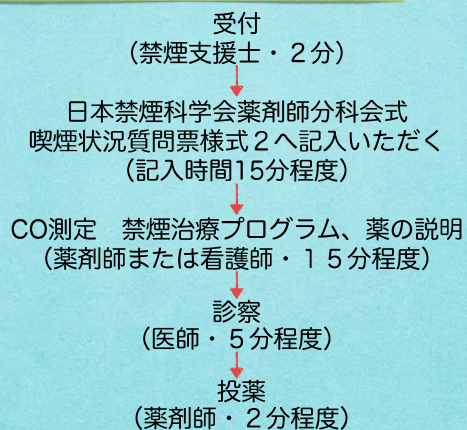 受付
（禁煙支援士・２分）
日本禁煙科学会薬剤師分科会式
喫煙状況質問票様式２へ記入いただく
（記入時間15分程度）
CO測定　禁煙治療プログラム、薬の説明
（薬剤師または看護師・１５分程度）
診察
（医師・５分程度）
投薬
（薬剤師・２分程度）